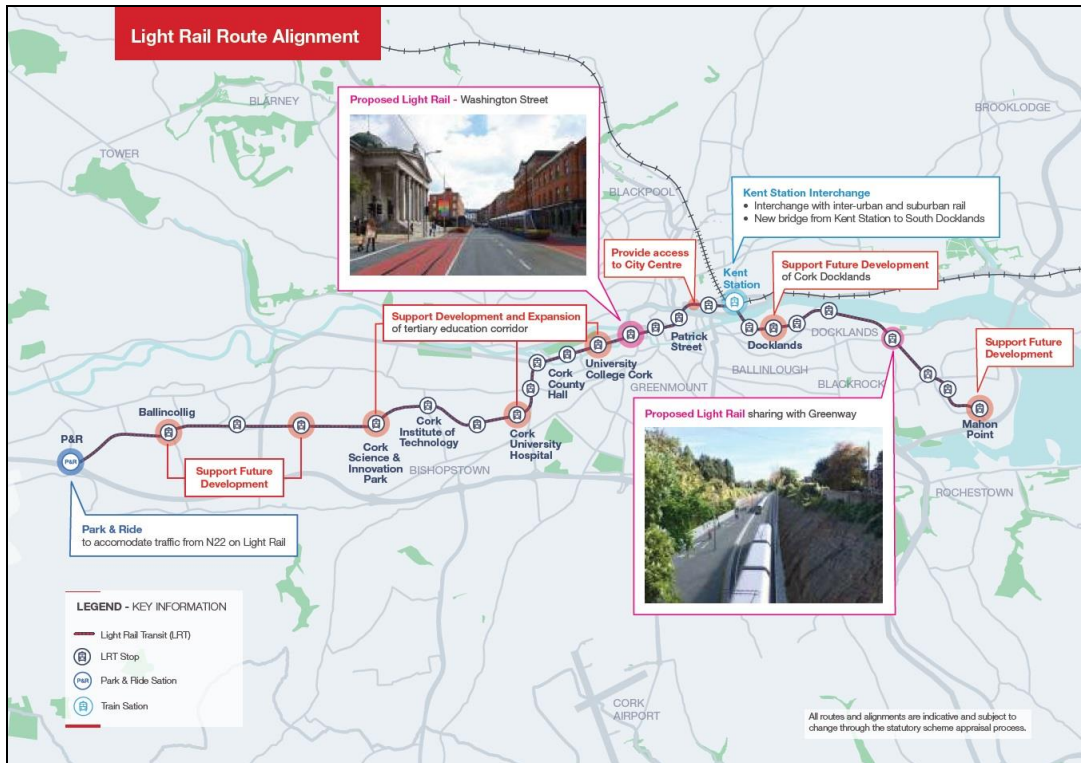 Light Rail Route Alignment
BLARNEY
TOWER
BROOKLODGE
BLACKPOOL
Proposed Light Rail - Washington Street
Kent Station Interchange
• Interchange with inter-urban and suburban rail
• New bridge from Kent Station to South Docklands
Provide access
to City Centre
Kent
Station
Support Future Development
of Cork Docklands
Support Development and Expansion
of tertiary education corridor
Support Future
Development
Patrick
Street
Docklands
DOCKLANDS
BALLINLOUGH
BLACKROCK
GREENMOUNT
University
College Cork
Cork
County
Hall
Mahon
Point
Ballincollig
P&R
P&R
Cork
Institute of
Technology
Cork
University
Hospital
Cork
Science &
Innovation
Park
BISHOPSTOWN
Support Future
Development
Proposed Light Rail sharing with Greenway
ROCHESTOWN
Park & Ride
to accomodate traffic from N22 on Light Rail
LEGEND - KEY INFORMATION
Light Rail Transit (LRT)
LRT Stop
P&R
Park & Ride Sation
Train Sation
CORK
AIRPORT
All routes and alignments are indicative and subject to
change through the statutory scheme appraisal process.